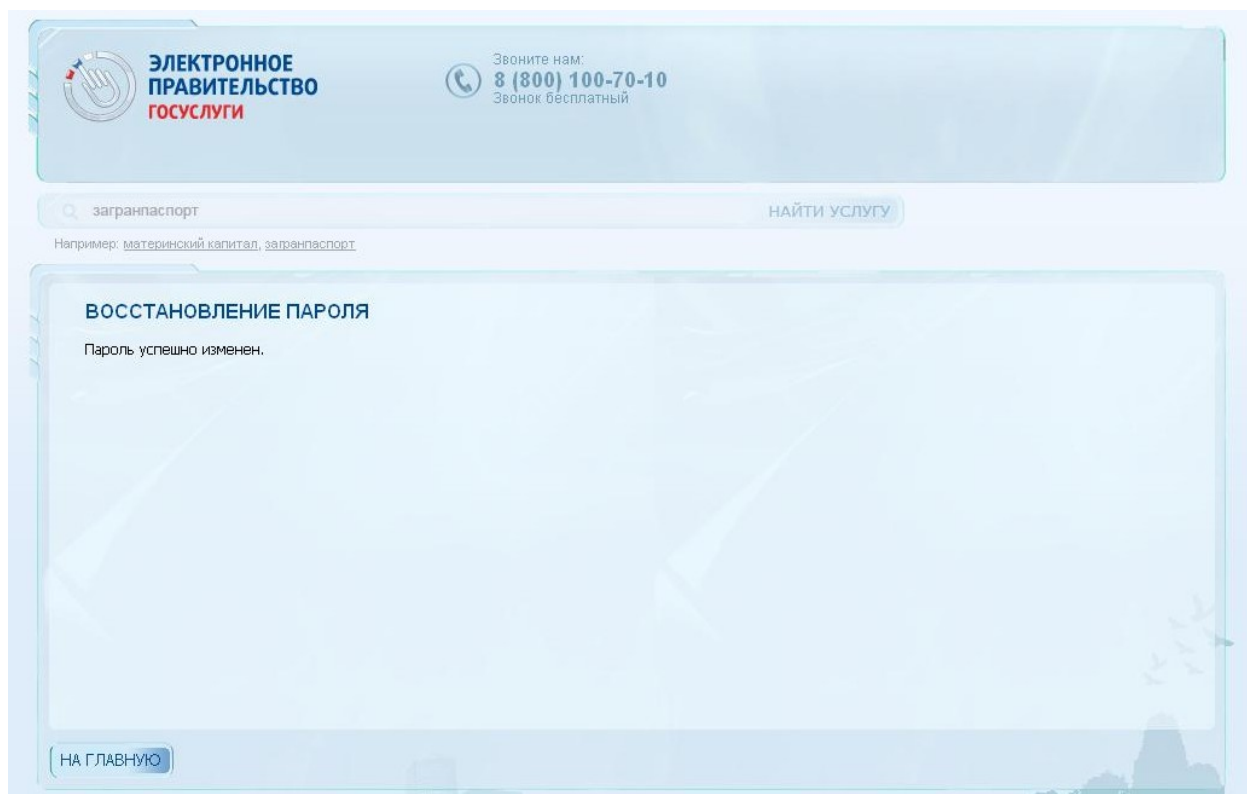 ЭЛЕКТРОННОЕ
ПРАВИТЕЛЬСТВО
ГОСУСЛУГИ
Звоните нам:
8 (800) 100-70-10
Звонок бесплатный
загранпаспорт
НАЙТИ УСЛУГУ
Например: материнский капитал, загранпаспорт
ВОССТАНОВЛЕНИЕ ПАРОЛЯ
Пароль успешно изменен.
НА ГЛАВНУЮ